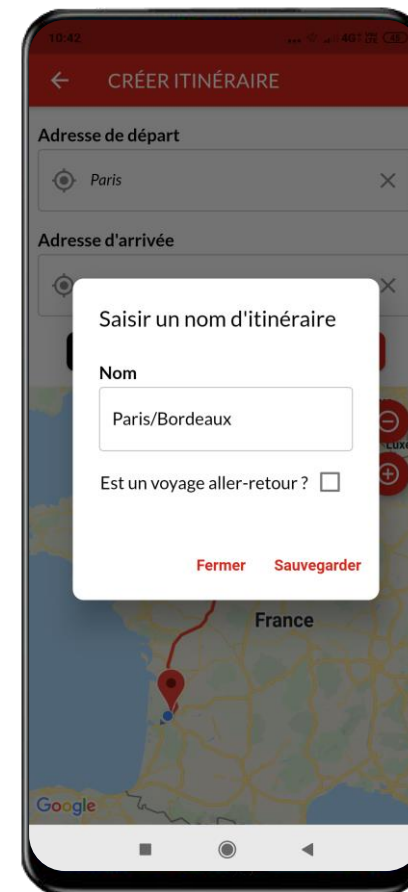 10:42
CRÉER ITINÉRAIRE
Adresse de départ
Paris
Adresse d'arrivée
Saisir un nom d'itinéraire
Nom
Paris/Bordeaux
Est un voyage aller-retour ?
Fermer Sauvegarder
France
Google